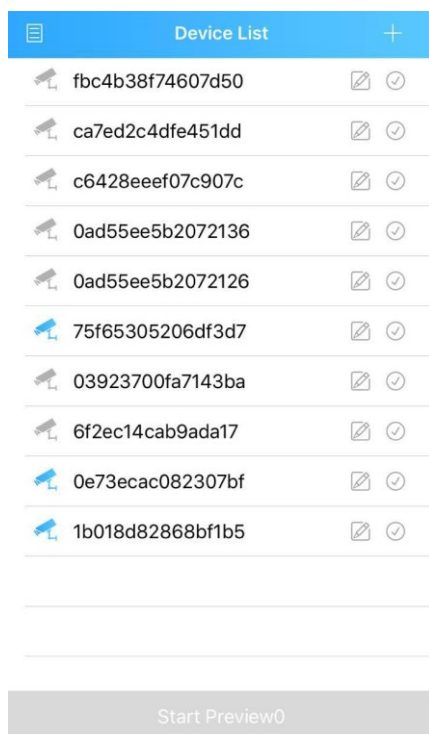 Device List
fbc4b38f74607d50
ca7ed2c4dfe451dd
c6428eeef07c907c
0ad55ee5b2072136
0ad55ee5b2072126
75f65305206df3d7
03923700fa7143ba
6f2ec14cab9ada17
0e73ecac082307bf
1b018d82868bf1b5
Start Preview0